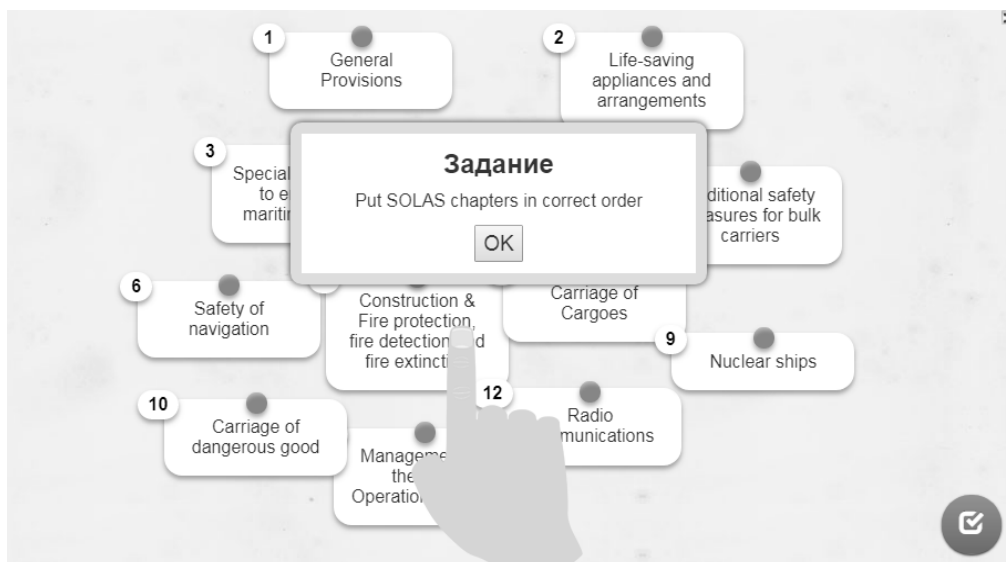 1
General
Provisions
2
Life-saving
appliances and
arrangements
3
Special
to e
mariti
Задание
Put SOLAS chapters in correct order
OK
ditional safety
asures for bulk
carriers
6
Safety of
navigation
Construction &
Fire protection,
fire detection
fire extincti
Carriage of
Cargoes
9
Nuclear ships
10
Carriage of
dangerous good
12
Radio
munications
Manageme
the
Operation